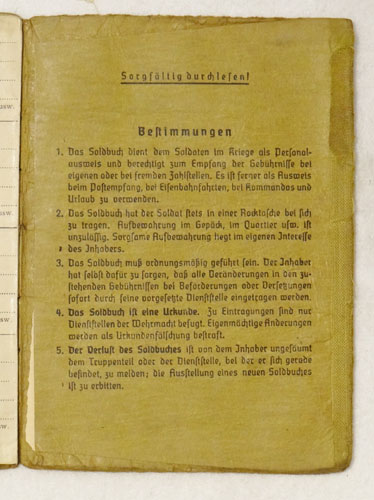 Sorgfältig durchlesen!
Bestimmungen
1. Das Soldbuch dient dem Soldaten im Kriege als Personal-
ausweis und berechtigt zum Empfang der Gebührnisse bei
eigenen oder bei fremden Zahlstellen. Es ist ferner als Ausweis
beim Postempfang, bei Eisenbahnfahrten, bei Kommandos und
Urlaub zu verwenden.
2. Das Soldbuch hat der Soldat stets in einer Rocktasche bei sich
zu tragen. Aufbewahrung im Gepäck, im Quartier usw. ist
unzulässig. Sorgsame Aufbewahrung liegt im eigenen Interesse
des Inhabers.
3. Das Soldbuch muß ordnungsmäßig geführt sein. Der Inhaber
hat selbst dafür zu sorgen, daß alle Veränderungen in den zu-
stehenden Gebührnissen bei Beförderungen oder Versetzungen
sofort durch seine vorgesetzte Dienststelle eingetragen werden.
4. Das Soldbuch ist eine Urkunde. Zu Eintragungen sind nur
Dienststellen der Wehrmacht befugt. Eigenmächtige Änderungen
werden als Urkundenfälschung bestraft.
5. Der Verlust des Soldbuches ist von dem Inhaber ungesäumt
dem Truppenteil oder der Dienststelle, bei der er sich gerade
befindet, zu melden; die Ausstellung eines neuen Soldbuches
ist zu erbitten.